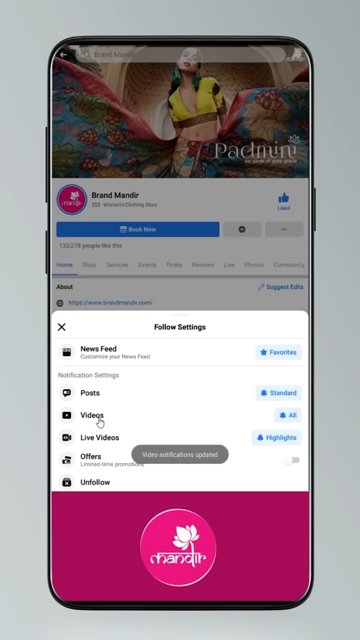 Brand Mandir
Padmini
Brand Mandir
$$$ Women's Clothing Store
Liked
Book Now
133,278 people like this
Home Shop Services Events Posts Reviews Live Photos Community
About
Suggest Edits
https://www.brandmandir.com/
Follow Settings
News Feed
Customize your News Feed
Favorites
Notification Settings
Posts
Standard
Videos
All
Live Videos
Highlights
Offers
Limited-time promotions
Video notifications updated
Unfollow
mandir